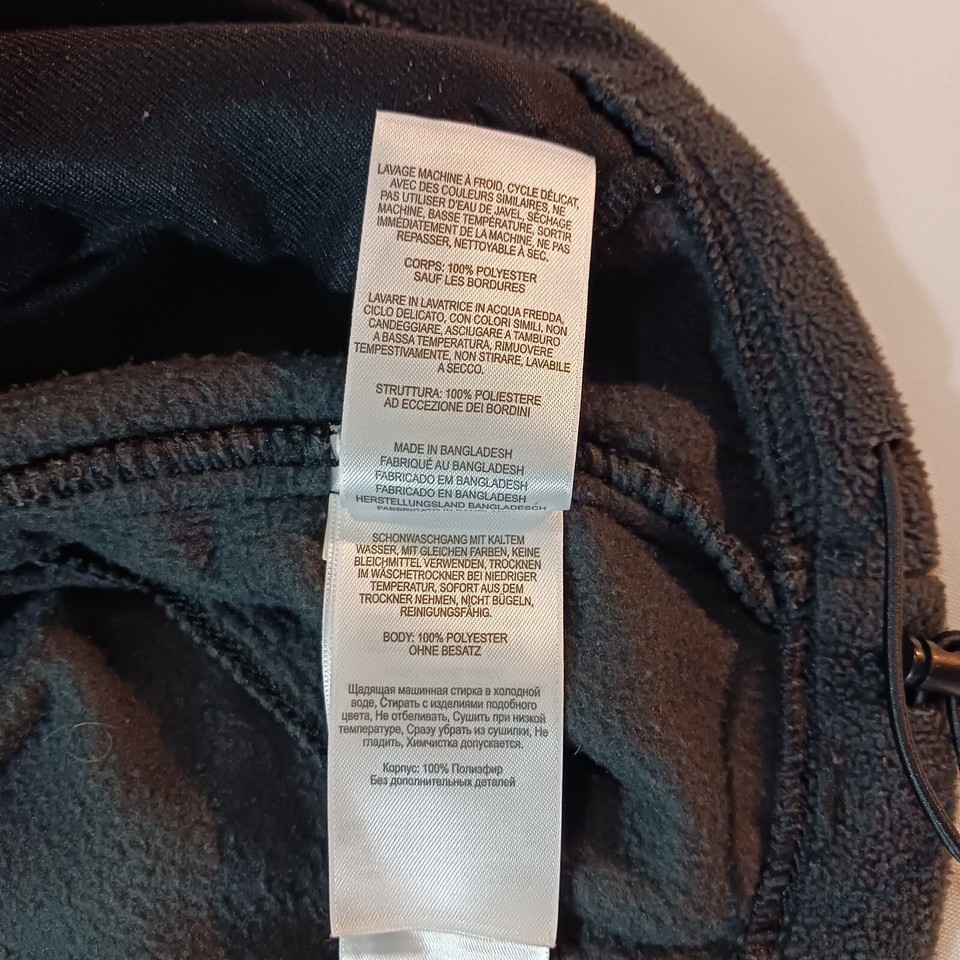 LAVAGE MACHINE À FROID, CYCLE DÉLICAT,
AVEC DES COULEURS SIMILAIRES, NE
PAS UTILISER D'EAU DE JAVEL, SÉCHAGE
MACHINE, BASSE TEMPÉRATURE, SORTIR
IMMÉDIATEMENT DE LA MACHINE, NE PAS
REPASSER, NETTOYABLE À SEC.
CORPS: 100% POLYESTER
SAUF LES BORDURES
LAVARE IN LAVATRICE IN ACQUA FREDDA,
CICLO DELICATO, CON COLORI SIMILI, NON
CANDEGGIARE, ASCIUGARE A TAMBURO
A BASSA TEMPERATURA, RIMUOVERE
TEMPESTIVAMENTE, NON STIRARE, LAVABILE
A SECCO.
STRUTTURA: 100% POLIESTERE
AD ECCEZIONE DEI BORDINI
MADE IN BANGLADESH
FABRIQUÉ AU BANGLADESH
FABRICADO EM BANGLADESH
FABRICADO EN BANGLADESH
HERSTELLUNGSLAND BANGLADESCH
SCHONWASCHGANG MIT KALTEM
WASSER, MIT GLEICHEN FARBEN, KEINE
BLEICHMITTEL VERWENDEN, TROCKNEN
IM WÄSCHETROCKNER BEI NIEDRIGER
TEMPERATUR, SOFORT AUS DEM
TROCKNER NEHMEN, NICHT BÜGELN,
REINIGUNGSFÄHIG.
BODY: 100% POLYESTER
OHNE BESATZ
Щадящая машинная стирка в холодной
воде, Стирать с изделиями подобного
цвета, Не отбеливать, Сушить при низкой
температуре, Сразу убрать из сушилки, Не
гладить, Химчистка допускается.
Корпус: 100% Полиэфир
Без дополнительных деталей